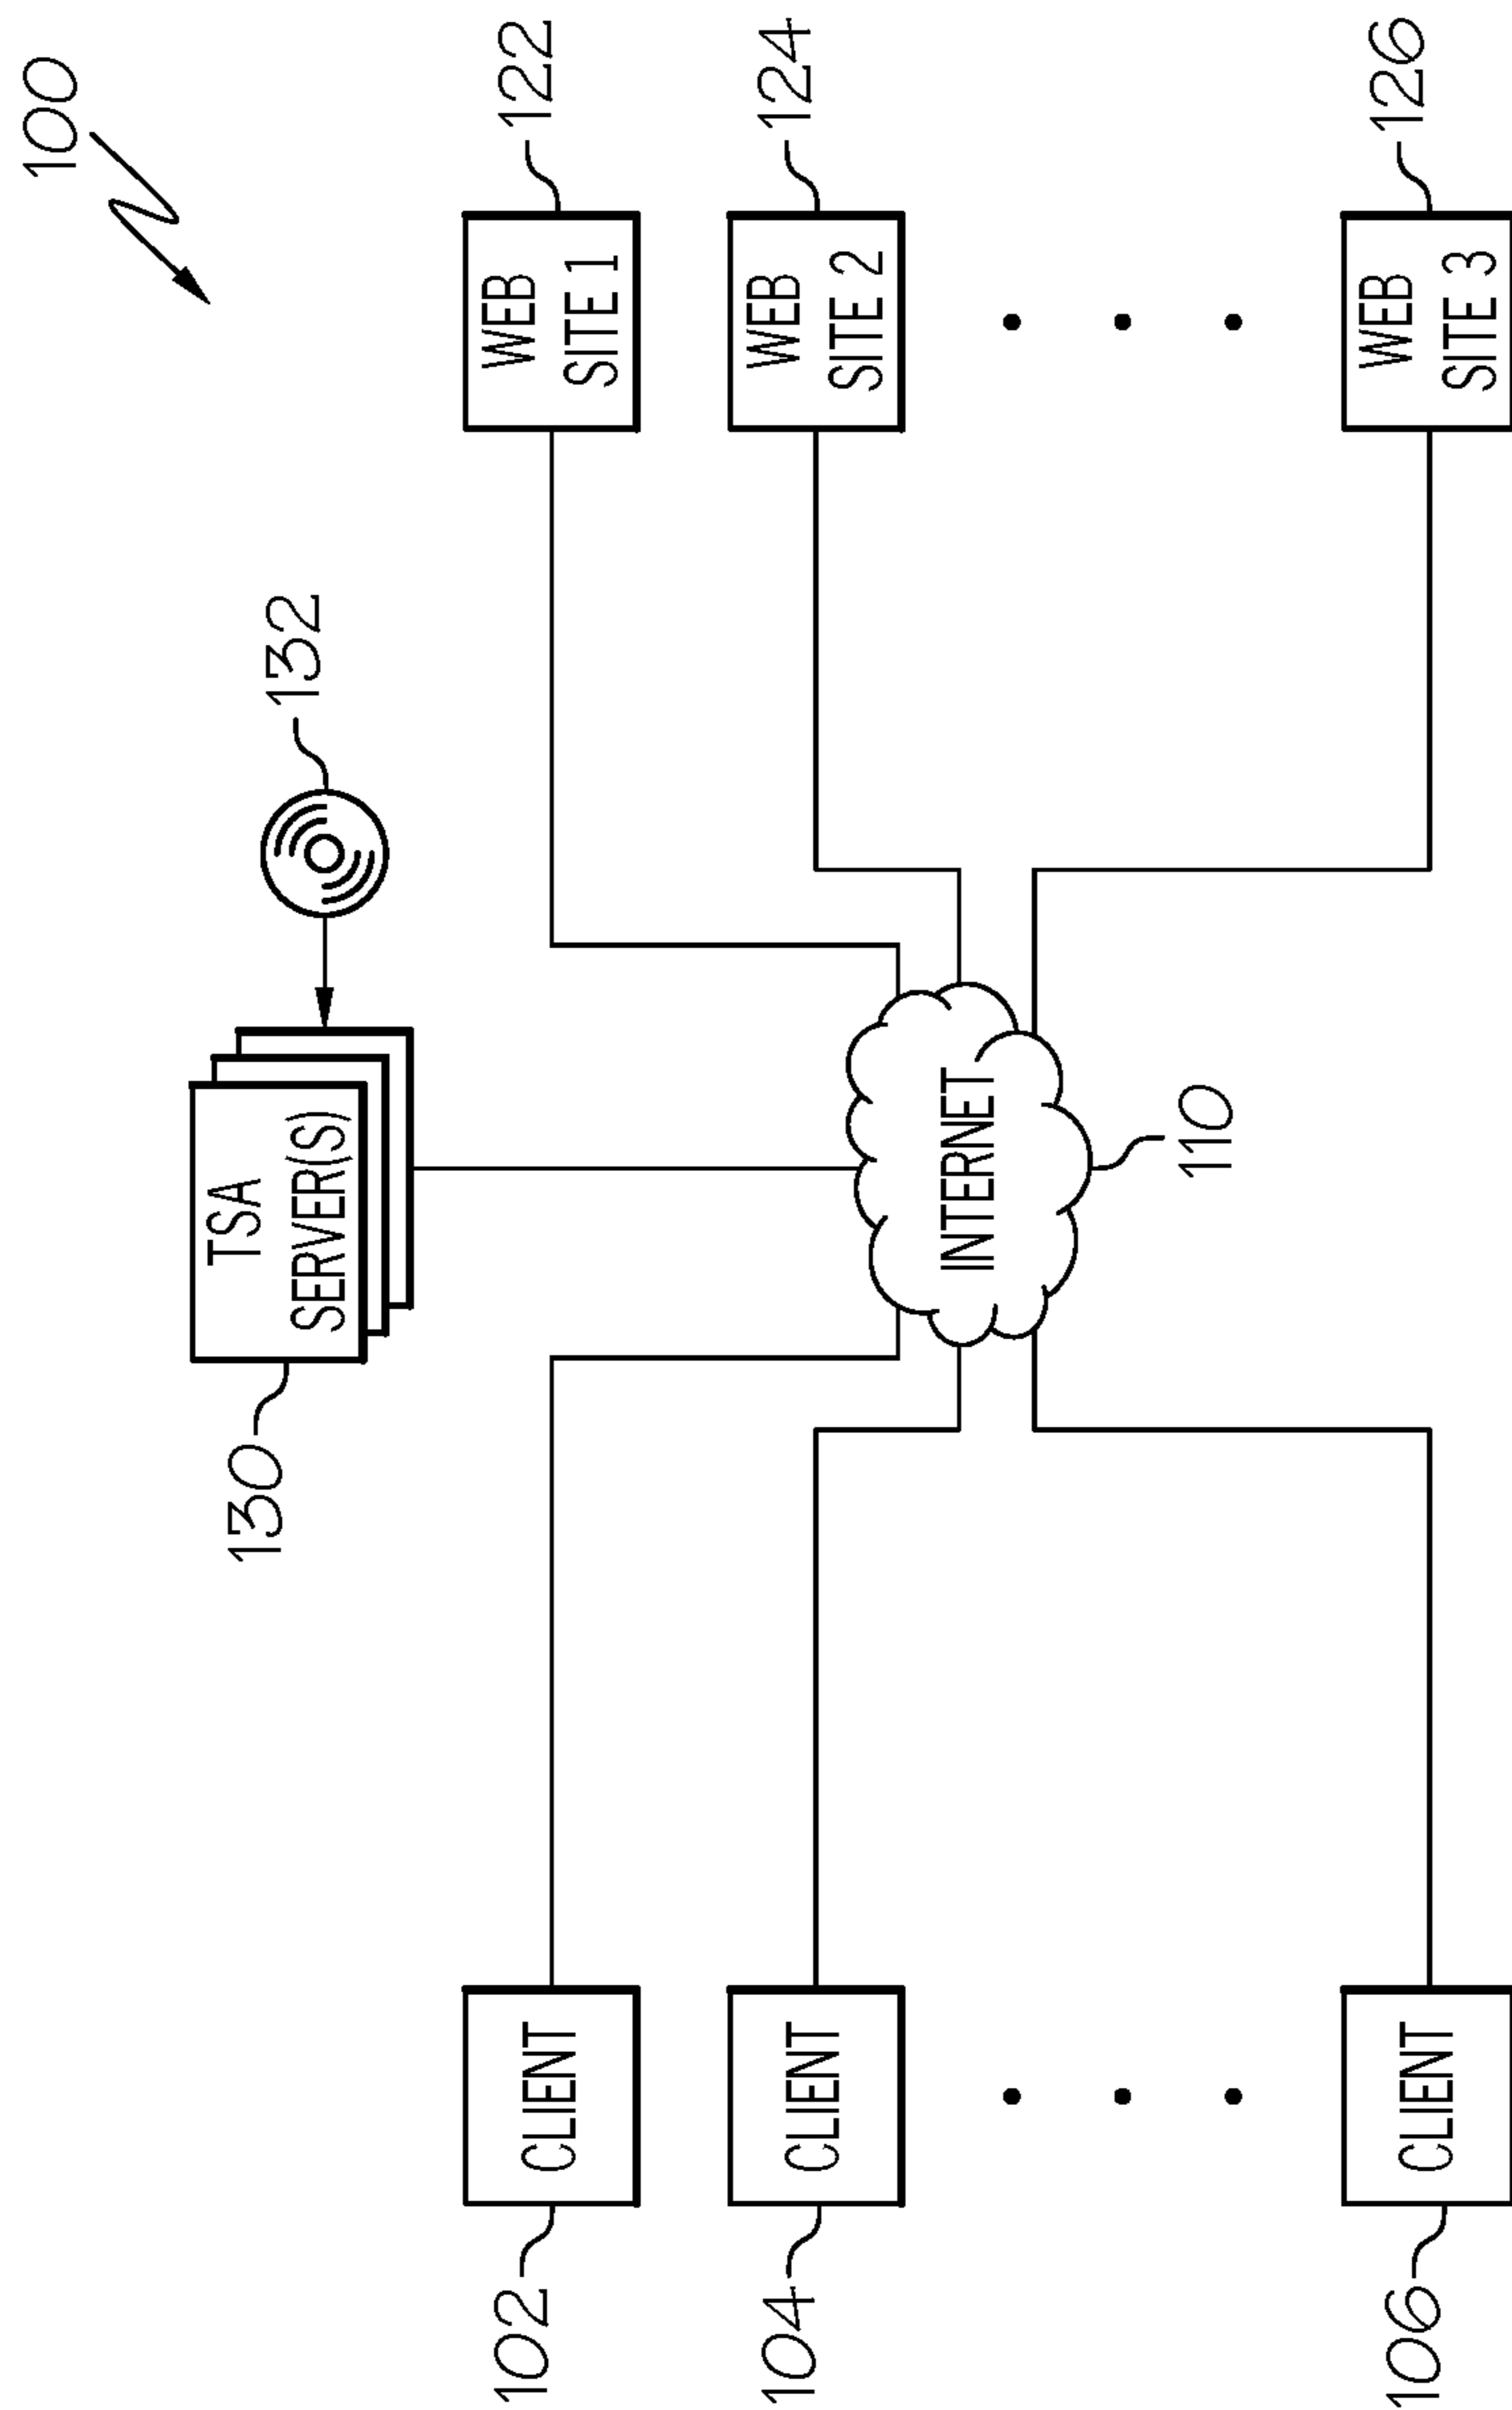 100
130
TSA
SERVER(S)
132
102
CLIENT
WEB
SITE 1
122
104
CLIENT
INTERNET
WEB
SITE 2
124
110
106
CLIENT
WEB
SITE 3
126